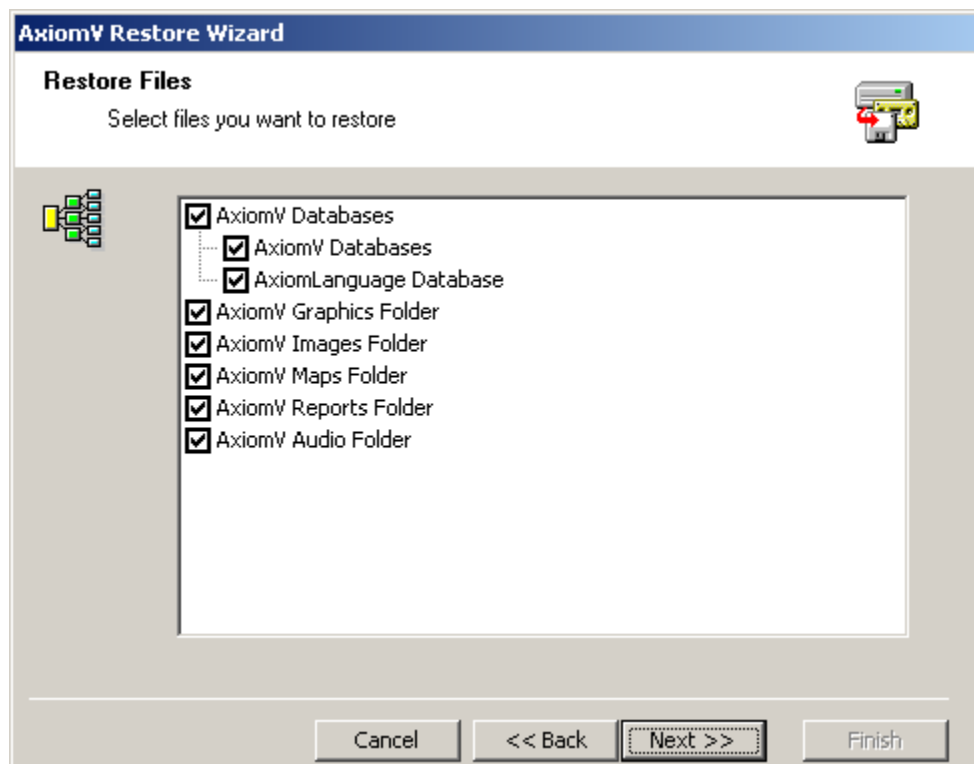 AxiomV Restore Wizard
Restore Files
Select files you want to restore
AxiomV Databases
AxiomV Databases
AxiomLanguage Database
AxiomV Graphics Folder
AxiomV Images Folder
AxiomV Maps Folder
AxiomV Reports Folder
AxiomV Audio Folder
Cancel << Back Next >> Finish